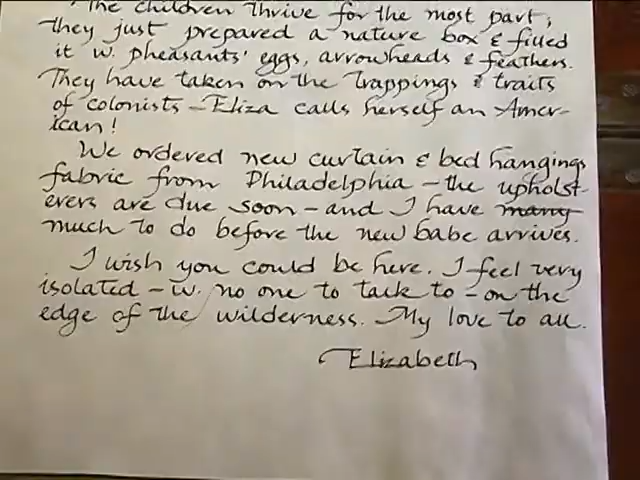 The children thrive for the most part;
they just prepared a nature box & filled
it w. pheasants' eggs, arrowheads & feathers.
They have taken on the trappings & traits
of colonists – Eliza calls herself an Amer-
ican!
We ordered new curtain & bed hangings
fabric from Philadelphia – the upholst-
erers are due soon – and I have many
much to do before the new babe arrives.
I wish you could be here. I feel very
isolated – w. no one to talk to – on the
edge of the wilderness. My love to all.
Elizabeth